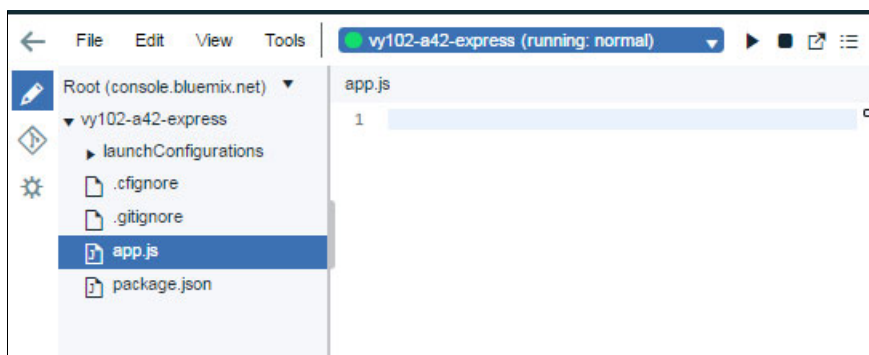 File Edit View Tools vy102-a42-express (running: normal)
Root (console.bluemix.net)
app.js
vy102-a42-express
1
launchConfigurations
.cfignore
.gitignore
app.js
package.json